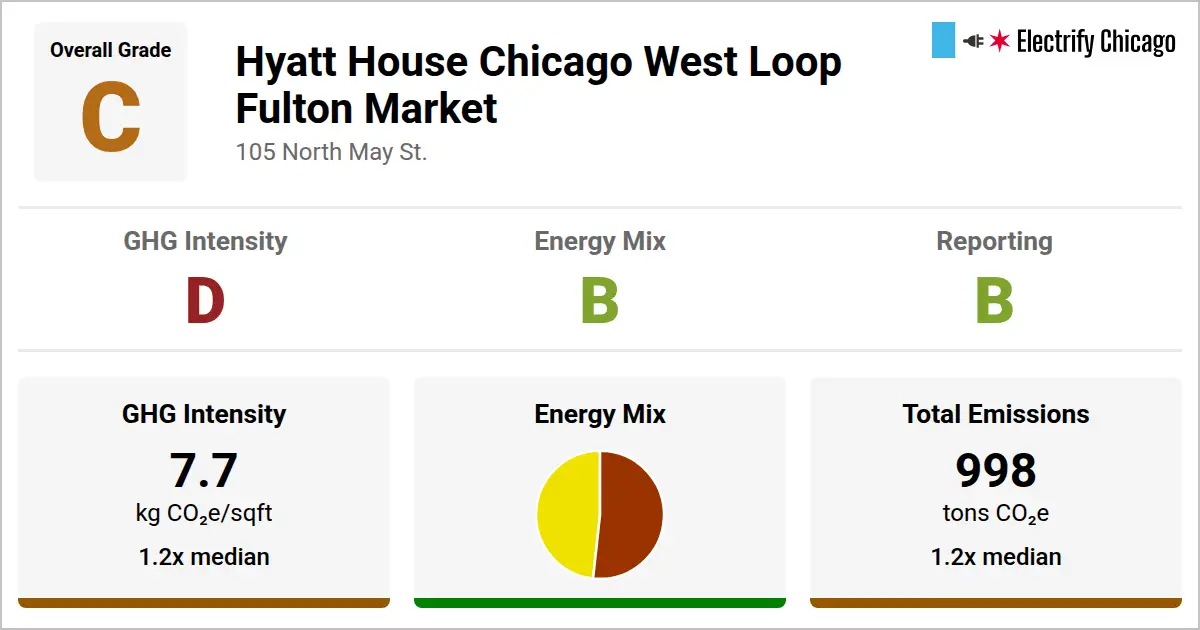 Overall Grade
C
Hyatt House Chicago West Loop
Fulton Market
105 North May St.
Electrify Chicago
GHG Intensity
D
Energy Mix
B
Reporting
B
GHG Intensity
7.7
kg CO₂e/sqft
1.2x median
Energy Mix
Total Emissions
998
tons CO₂e
1.2x median